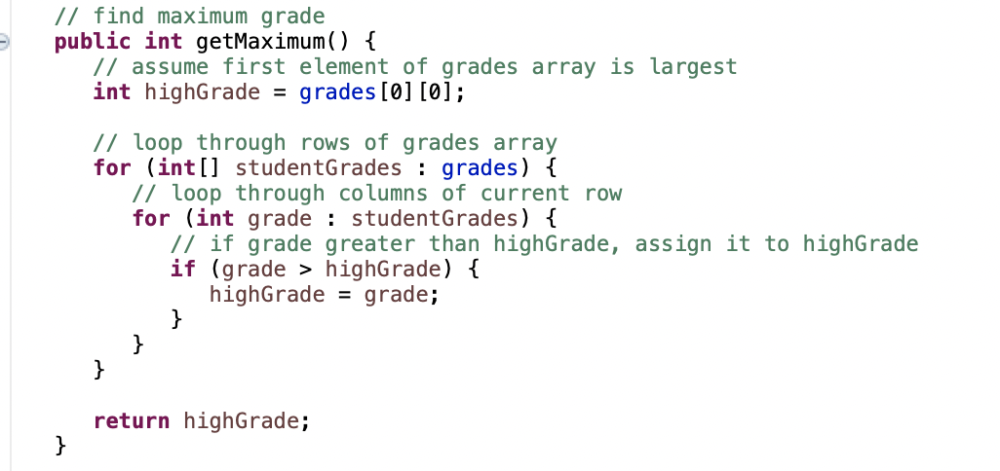 // find maximum grade
public int getMaximum() {
// assume first element of grades array is largest
int highGrade = grades[0][0];
// loop through rows of grades array
for (int[] studentGrades : grades) {
// loop through columns of current row
for (int grade : studentGrades) {
// if grade greater than highGrade, assign it to highGrade
if (grade > highGrade) {
highGrade = grade;
}
}
}
return highGrade;
}